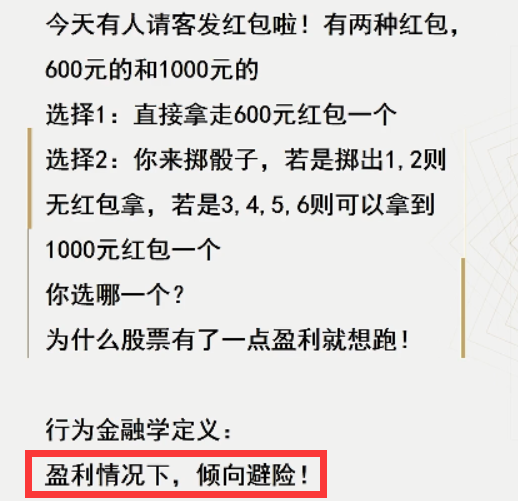 今天有人请客发红包啦！有两种红包，
600元的和1000元的
选择1：直接拿走600元红包一个
选择2：你来掷骰子，若是掷出1,2则
无红包拿，若是3,4,5,6则可以拿到
1000元红包一个
你选哪一个？
为什么股票有了一点盈利就想跑！
行为金融学定义：
盈利情况下，倾向避险！